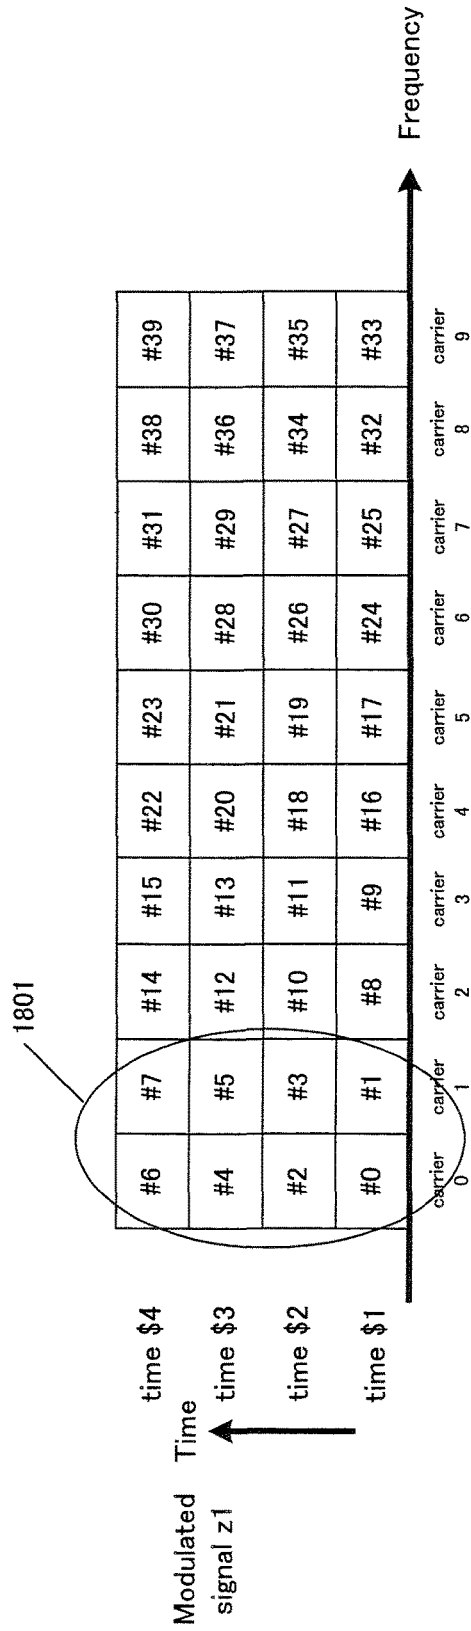 1801
time $4 #6 #7 #14 #15 #22 #23 #30 #31 #38 #39
Modulated
signal z1
Time
time $3 #4 #5 #12 #13 #20 #21 #28 #29 #36 #37
time $2 #2 #3 #10 #11 #18 #19 #26 #27 #34 #35
time $1 #0 #1 #8 #9 #16 #17 #24 #25 #32 #33
Frequency
carrier carrier carrier carrier carrier carrier carrier carrier carrier carrier
0 1 2 3 4 5 6 7 8 9